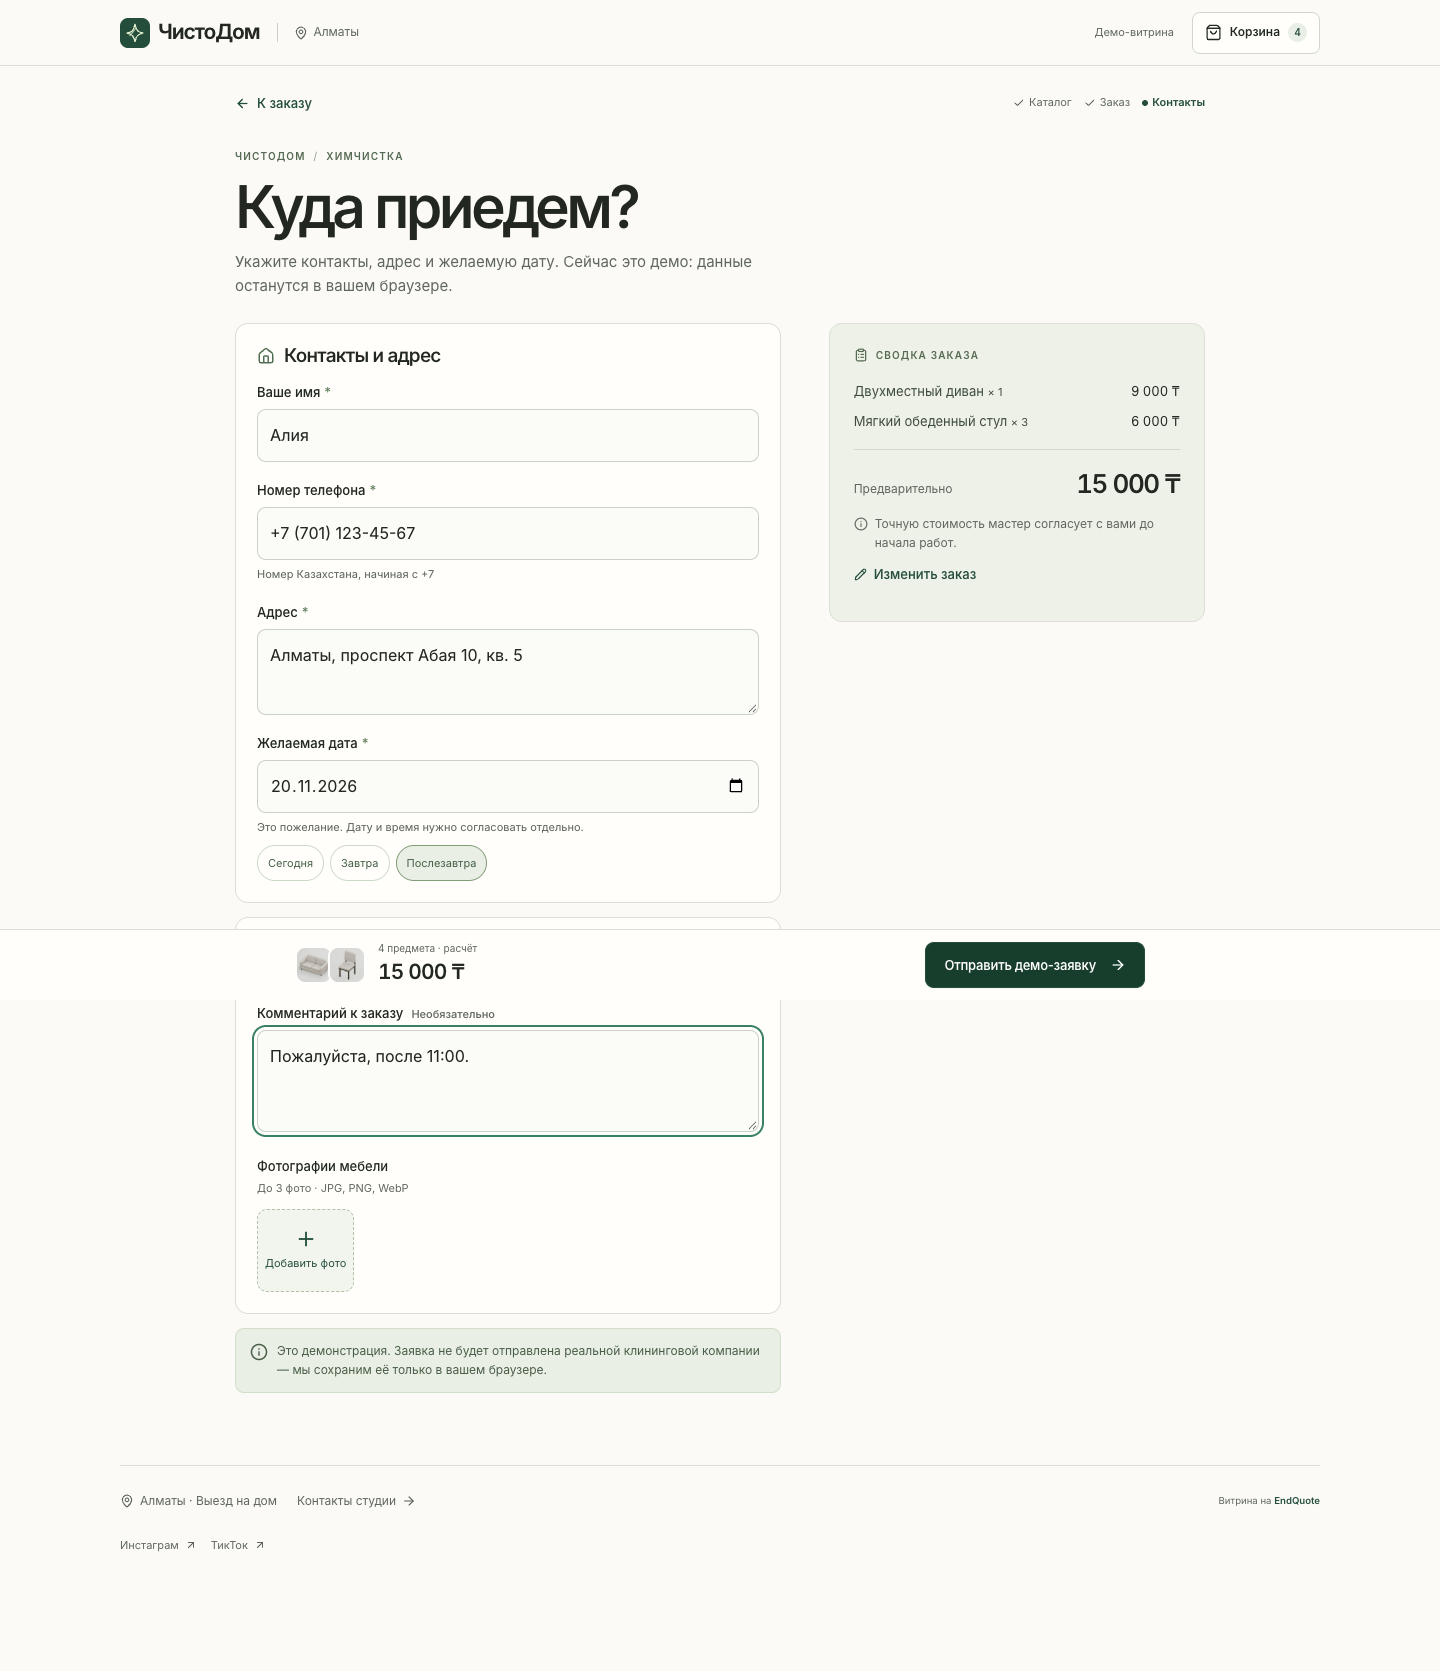 ЧистоДом
Алматы
Демо-витрина
Корзина 4
К заказу
Каталог
Заказ
Контакты
ЧИСТОДОМ / ХИМЧИСТКА
Куда приедем?
Укажите контакты, адрес и желаемую дату. Сейчас это демо: данные
останутся в вашем браузере.
Контакты и адрес
Ваше имя *
Алия
Номер телефона *
+7 (701) 123-45-67
Номер Казахстана, начиная с +7
Адрес *
Алматы, проспект Абая 10, кв. 5
Желаемая дата *
20.11.2026
Это пожелание. Дату и время нужно согласовать отдельно.
Сегодня
Завтра
Послезавтра
СВОДКА ЗАКАЗА
Двухместный диван × 1 9 000 ₸
Мягкий обеденный стул × 3 6 000 ₸
Предварительно 15 000 ₸
Точную стоимость мастер согласует с вами до
начала работ.
Изменить заказ
4 предмета · расчёт
15 000 ₸
Отправить демо-заявку
Комментарий к заказу Необязательно
Пожалуйста, после 11:00.
Фотографии мебели
До 3 фото · JPG, PNG, WebP
Добавить фото
Это демонстрация. Заявка не будет отправлена реальной клининговой компании
— мы сохраним её только в вашем браузере.
Алматы · Выезд на дом
Контакты студии
Витрина на EndQuote
Инстаграм
ТикТок